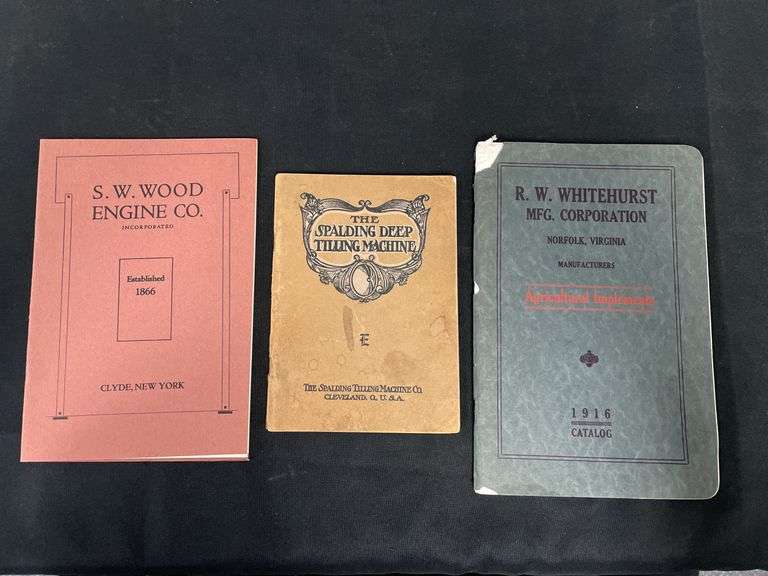 S. W. WOOD
ENGINE CO.
INCORPORATED
Established
1866
CLYDE, NEW YORK
THE
SPALDING DEEP
TILLING MACHINE
E
THE SPALDING TILLING MACHINE CO.
CLEVELAND, O., U. S. A.
R. W. WHITEHURST
MFG. CORPORATION
NORFOLK, VIRGINIA
MANUFACTURERS
Agricultural Implements
1916
CATALOG